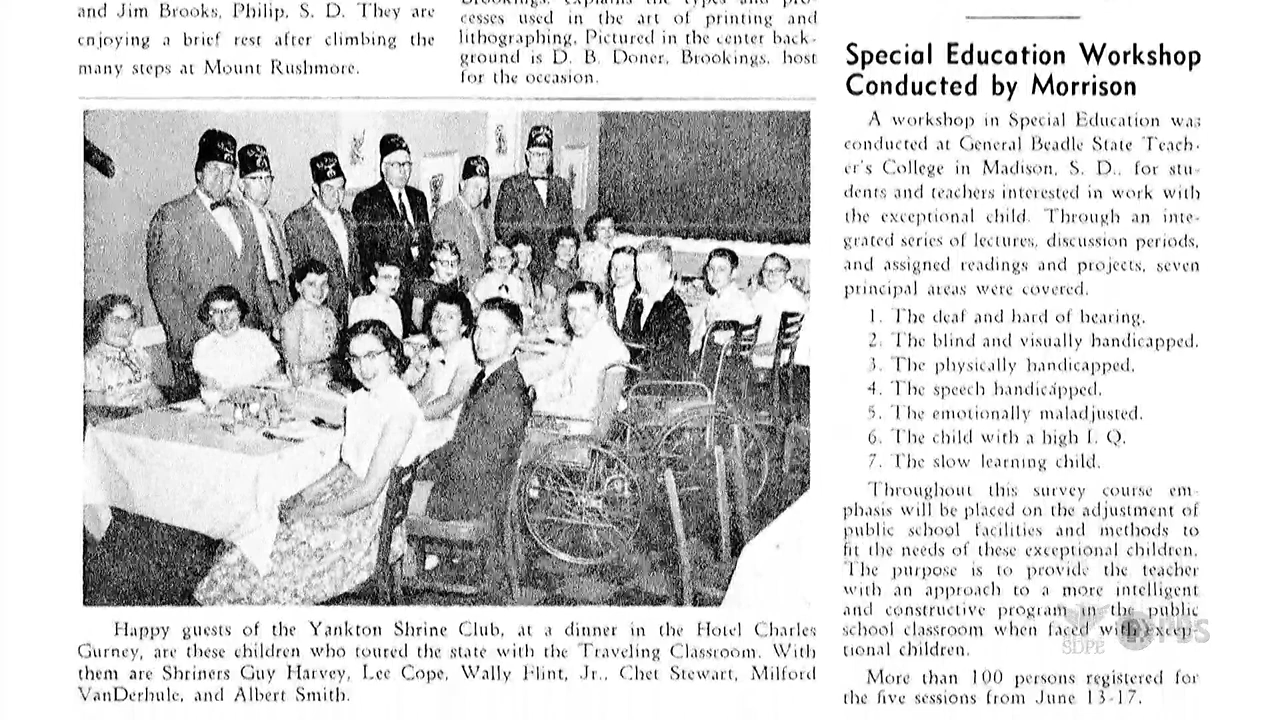 and Jim Brooks, Philip, S. D. They are
enjoying a brief rest after climbing the
many steps at Mount Rushmore.
Brookings, explains the types and pro-
cesses used in the art of printing and
lithographing. Pictured in the center back-
ground is D. B. Doner, Brookings, host
for the occasion.
Happy guests of the Yankton Shrine Club, at a dinner in the Hotel Charles
Gurney, are these children who toured the state with the Traveling Classroom. With
them are Shriners Guy Harvey, Lee Cope, Wally Flint, Jr., Chet Stewart, Milford
VanDerhule, and Albert Smith.
Special Education Workshop
Conducted by Morrison
A workshop in Special Education was
conducted at General Beadle State Teach-
er's College in Madison, S. D., for stu-
dents and teachers interested in work with
the exceptional child. Through an inte-
grated series of lectures, discussion periods,
and assigned readings and projects, seven
principal areas were covered.
1. The deaf and hard of hearing.
2. The blind and visually handicapped.
3. The physically handicapped.
4. The speech handicapped.
5. The emotionally maladjusted.
6. The child with a high I. Q.
7. The slow learning child.
Throughout this survey course em-
phasis will be placed on the adjustment of
public school facilities and methods to
fit the needs of these exceptional children.
The purpose is to provide the teacher
with an approach to a more intelligent
and constructive program in the public
school classroom when faced with excep-
tional children.
More than 100 persons registered for
the five sessions from June 13-17.
SDPB
PBS